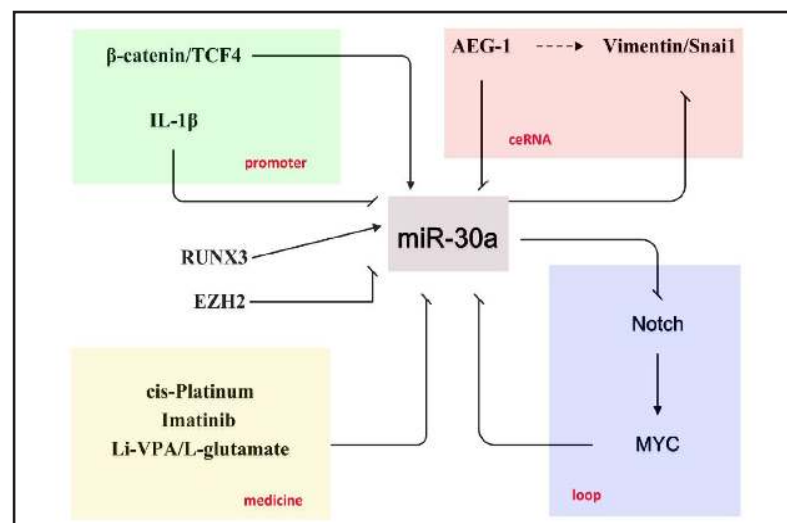 β-catenin/TCF4
IL-1β
promoter
AEG-1
Vimentin/Snai1
ceRNA
miR-30a
RUNX3
EZH2
cis-Platinum
Imatinib
Li-VPA/L-glutamate
medicine
Notch
MYC
loop